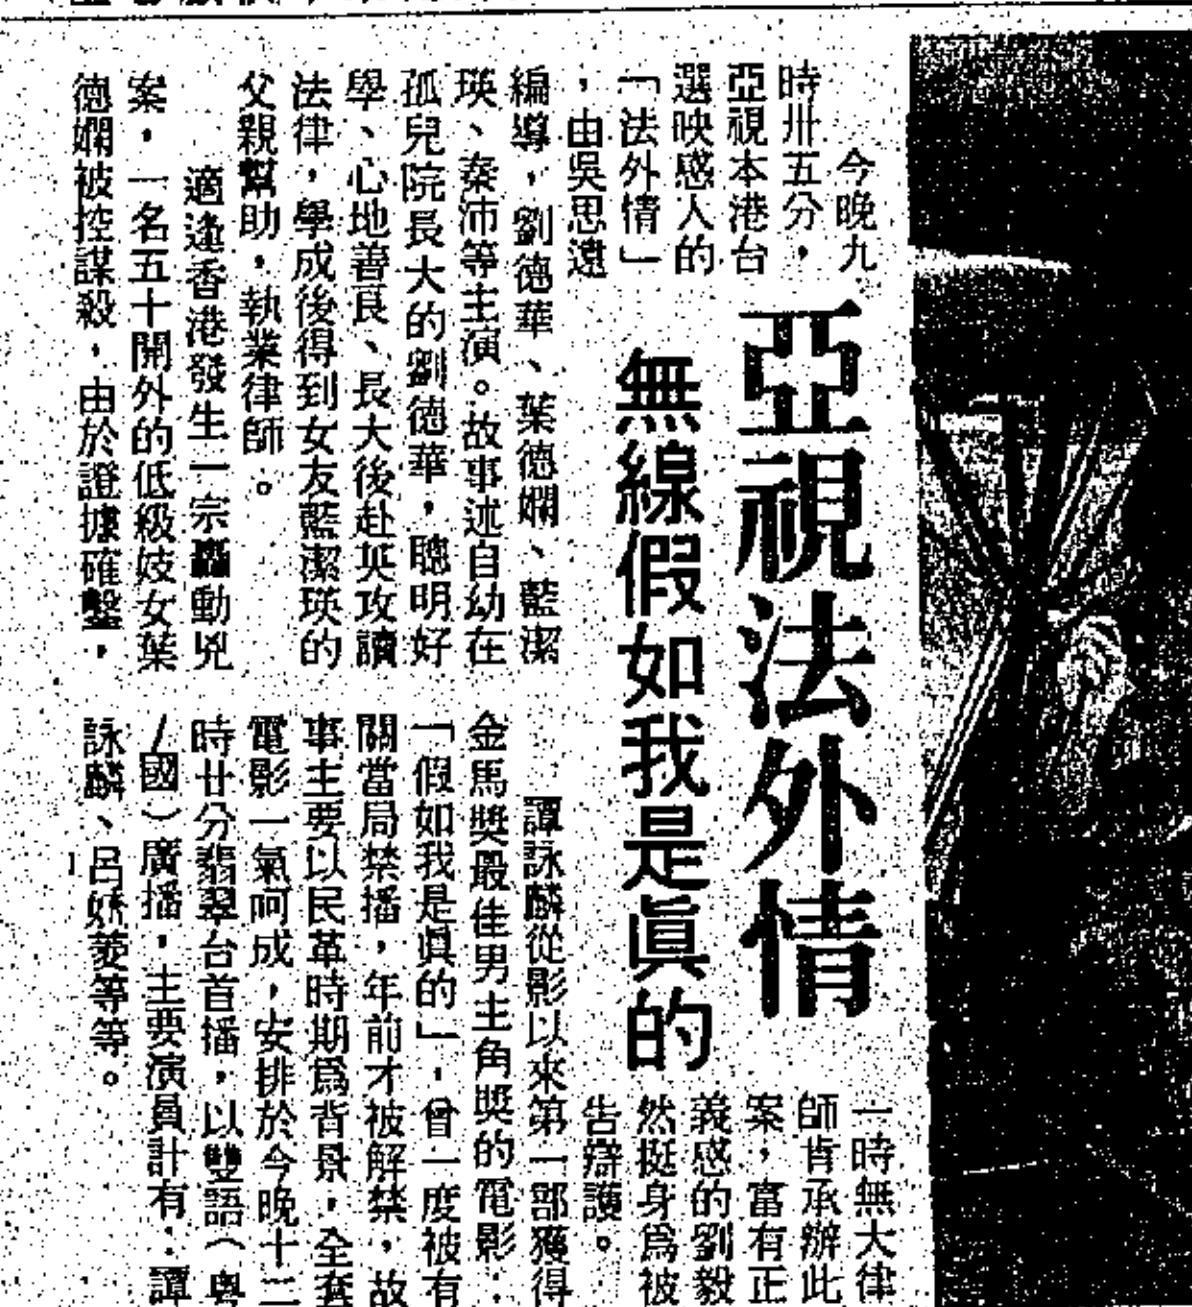 亞視法外情
無線假如我是眞的
今晚九
時卅五分，
亞視本港台
選映感人的
「法外情」
，由吳思遠
編導，劉德華、葉德嫻、藍潔
瑛、秦沛等主演。故事述自幼在
孤兒院長大的劉德華，聰明好
學、心地善良、長大後赴英攻讀
法律，學成後得到女友藍潔瑛的
父親幫助，執業律師。
適逢香港發生一宗轟動兇
案，一名五十開外的低級妓女葉
德嫻被控謀殺，由於證據確鑿，
一時無大律
師肯承辦此
案，富有正
義感的劉毅
然挺身爲被
告辯護。
譚詠麟從影以來第一部獲得
金馬獎最佳男主角獎的電影：
「假如我是眞的」，曾一度被有
關當局禁播，年前才被解禁，故
事主要以民革時期爲背景，全套
電影一氣呵成，安排於今晚十二
時廿分翡翠台首播，以雙語（粵
／國）廣播，主要演員計有：譚
詠麟、呂嬌菱等等。